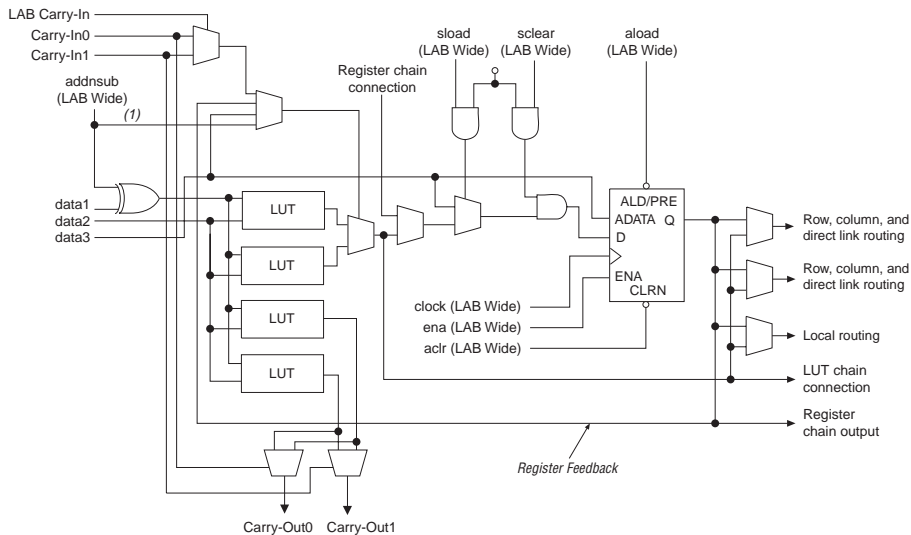 LAB Carry-In
Carry-In0
Carry-In1
addnsub
(LAB Wide)
(1)
Register chain
connection
sload
(LAB Wide)
sclear
(LAB Wide)
aload
(LAB Wide)
data1
data2
data3
LUT
LUT
LUT
LUT
ALD/PRE
ADATA
Q
D
ENA
CLRN
clock (LAB Wide)
ena (LAB Wide)
aclr (LAB Wide)
Row, column, and
direct link routing
Row, column, and
direct link routing
Local routing
LUT chain
connection
Register
chain output
Register Feedback
Carry-Out0
Carry-Out1